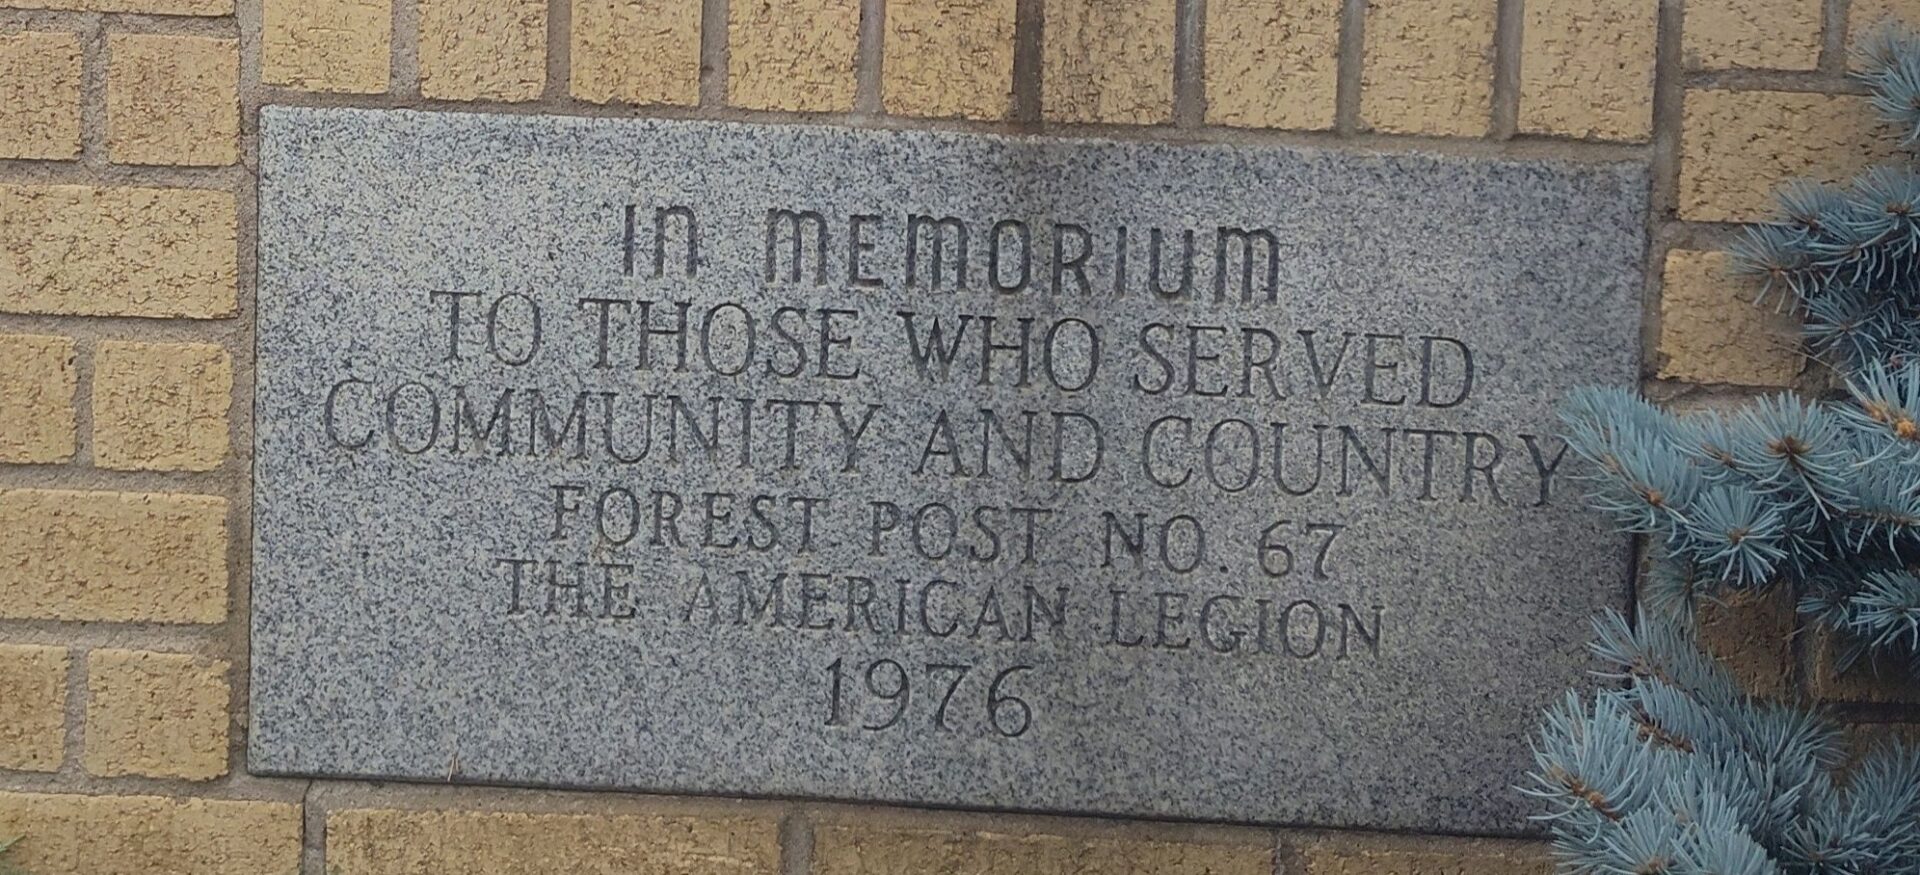 In MEMORIUM
TO THOSE WHO SERVED
COMMUNITY AND COUNTRY
FOREST POST NO. 67
THE AMERICAN LEGION
1976